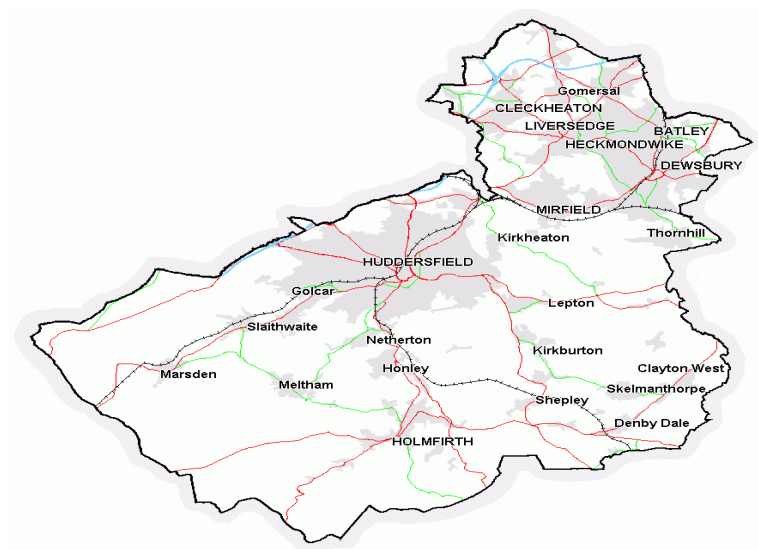 Gomersal
CLECKHEATON
LIVERSEDGE
BATLEY
HECKMONDWIKE
DEWSBURY
MIRFIELD
Thornhill
Kirkheaton
HUDDERSFIELD
Golcar
Lepton
Slaithwaite
Netherton
Kirkburton
Marsden
Honley
Clayton West
Meltham
Skelmanthorpe
Shepley
Denby Dale
HOLMFIRTH